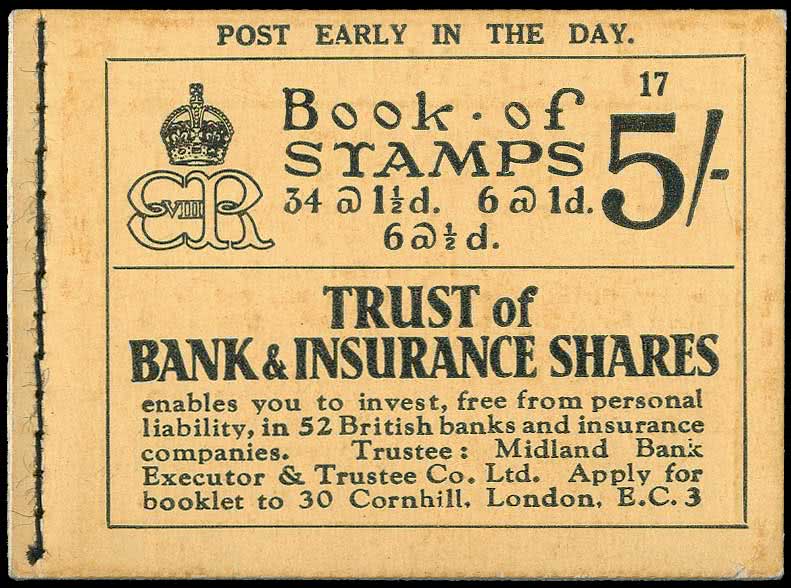 POST EARLY IN THE DAY.
17
Book · of
STAMPS
5/-
34 @ 1½d. 6 @ 1d.
6 @ ½d.
EVIIIR
TRUST of
BANK & INSURANCE SHARES
enables you to invest, free from personal
liability, in 52 British banks and insurance
companies. Trustee: Midland Bank
Executor & Trustee Co. Ltd. Apply for
booklet to 30 Cornhill, London, E.C. 3